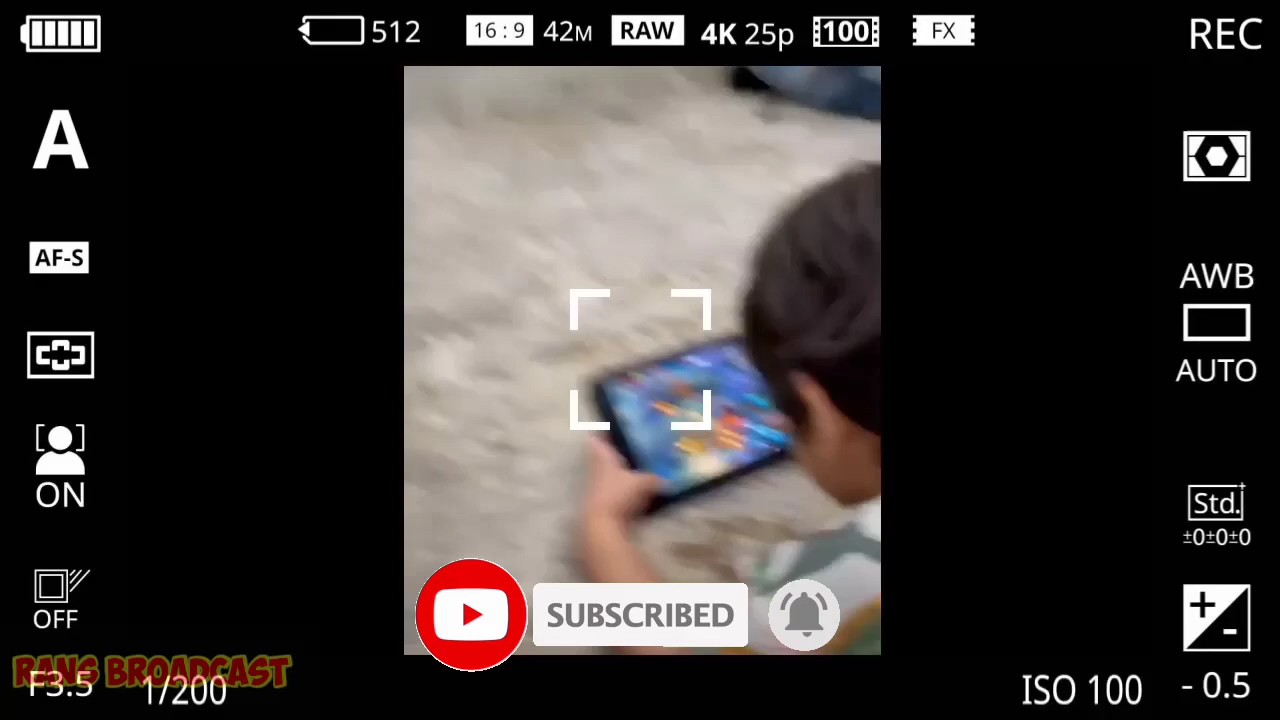 512
16:9
42M
RAW
4K 25p
100
FX
REC
A
AF-S
ON
OFF
AWB
AUTO
Std.
±0±0±0
SUBSCRIBED
RANS BROADCAST
F3.5
1/200
ISO 100
- 0.5